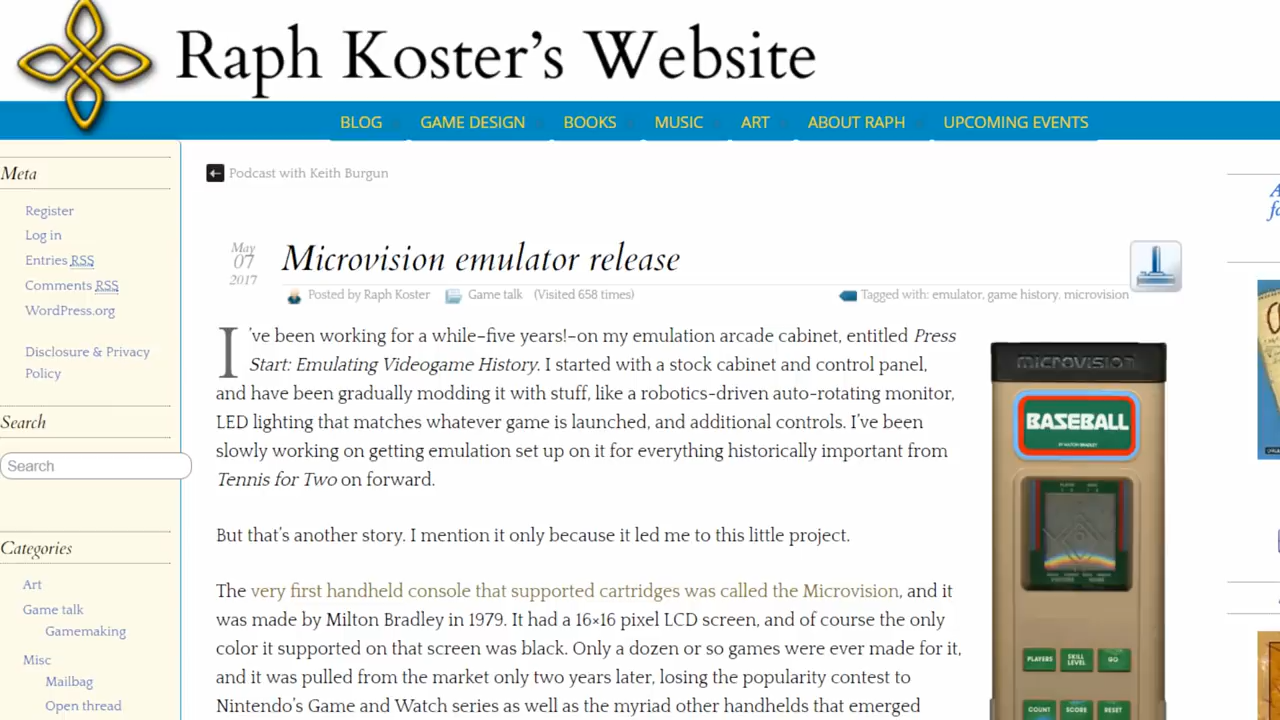 Raph Koster's Website
BLOG GAME DESIGN BOOKS MUSIC ART ABOUT RAPH UPCOMING EVENTS
Meta
Register
Log in
Entries RSS
Comments RSS
WordPress.org
Disclosure & Privacy
Policy
Search
Search
Categories
Art
Game talk
Gamemaking
Misc
Mailbag
Open thread
Podcast with Keith Burgun
May
07
2017
Microvision emulator release
Posted by Raph Koster Game talk (Visited 658 times) Tagged with: emulator, game history, microvision
I've been working for a while–five years!–on my emulation arcade cabinet, entitled Press
Start: Emulating Videogame History. I started with a stock cabinet and control panel,
and have been gradually modding it with stuff, like a robotics-driven auto-rotating monitor,
LED lighting that matches whatever game is launched, and additional controls. I've been
slowly working on getting emulation set up on it for everything historically important from
Tennis for Two on forward.
But that's another story. I mention it only because it led me to this little project.
The very first handheld console that supported cartridges was called the Microvision, and it
was made by Milton Bradley in 1979. It had a 16×16 pixel LCD screen, and of course the only
color it supported on that screen was black. Only a dozen or so games were ever made for it,
and it was pulled from the market only two years later, losing the popularity contest to
Nintendo's Game and Watch series as well as the myriad other handhelds that emerged
MICROVISION
BASEBALL
BY MILTON BRADLEY
PLAYERS SKILL LEVEL GO
COUNT SCORE RESET